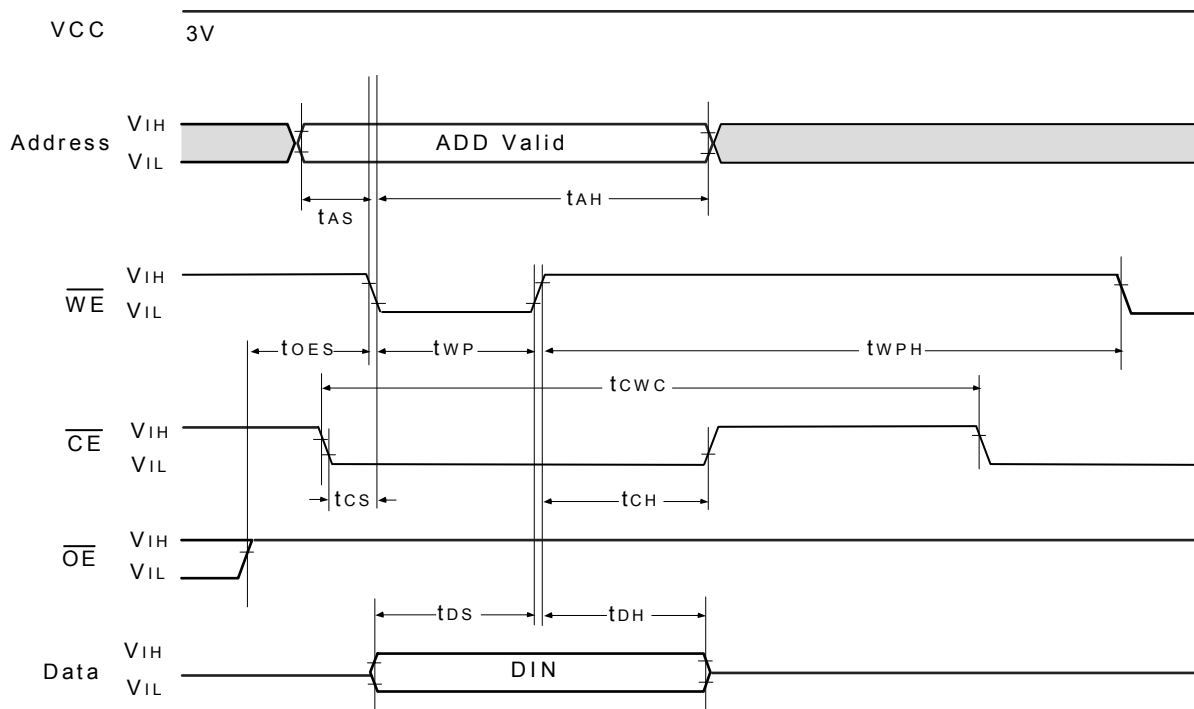 VCC 3V
Address VIH ADD Valid
VIL
tAS tAH
WE VIH
VIL
tOES tWP tWPH
tCWC
CE VIH
VIL
tCS tCH
OE VIH
VIL
tDS tDH
Data VIH DIN
VIL